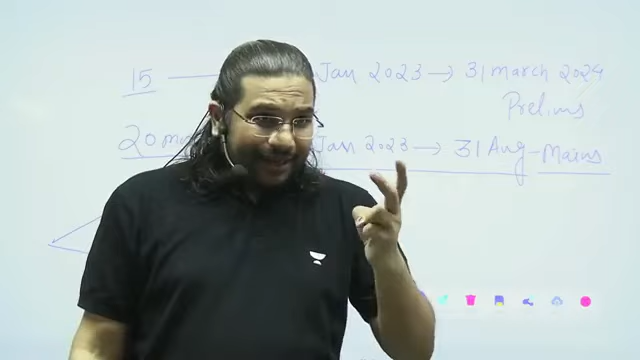 15 — Jan 2023 → 31 march 2024
Prelims
20 Jan 2023 → 31 Aug - Mains